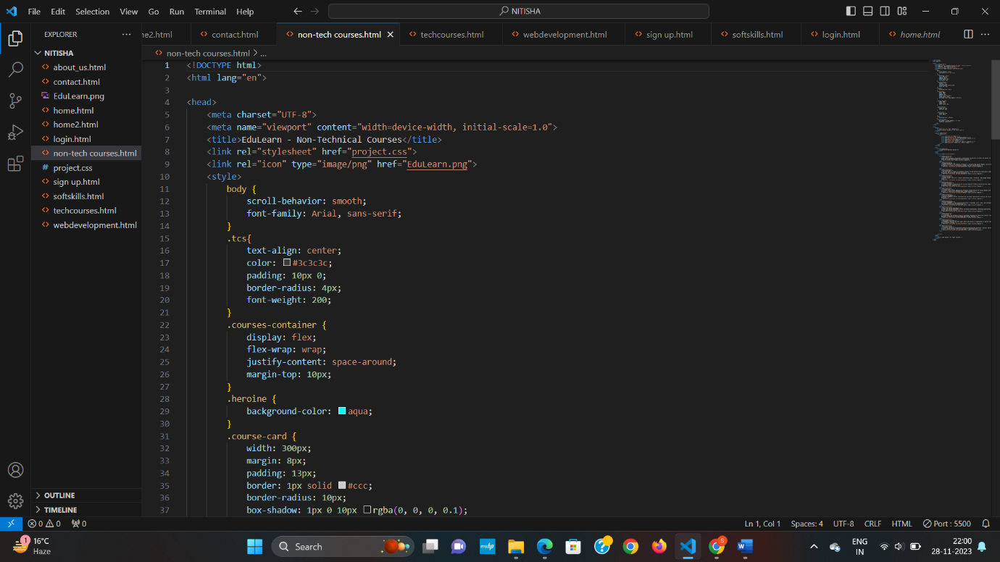 File Edit Selection View Go Run Terminal Help
NITISHA
EXPLORER
me2.html contact.html non-tech courses.html techcourses.html webdevelopment.html sign up.html softskills.html login.html home.html
non-tech courses.html > ...
NITISHA
about_us.html
contact.html
EduLearn.png
home.html
home2.html
login.html
non-tech courses.html
project.css
sign up.html
softskills.html
techcourses.html
webdevelopment.html
OUTLINE
TIMELINE
1 <!DOCTYPE html>
2 <html lang="en">
3
4 <head>
5 <meta charset="UTF-8">
6 <meta name="viewport" content="width=device-width, initial-scale=1.0">
7 <title>EduLearn - Non-Technical Courses</title>
8 <link rel="stylesheet" href="project.css">
9 <link rel="icon" type="image/png" href="EduLearn.png">
10 <style>
11 body {
12 scroll-behavior: smooth;
13 font-family: Arial, sans-serif;
14 }
15 .tcs{
16 text-align: center;
17 color: #3c3c3c;
18 padding: 10px 0;
19 border-radius: 4px;
20 font-weight: 200;
21 }
22 .courses-container {
23 display: flex;
24 flex-wrap: wrap;
25 justify-content: space-around;
26 margin-top: 10px;
27 }
28 .heroine {
29 background-color: aqua;
30 }
31 .course-card {
32 width: 300px;
33 margin: 8px;
34 padding: 13px;
35 border: 1px solid #ccc;
36 border-radius: 10px;
37 box-shadow: 1px 0 10px rgba(0, 0, 0, 0.1);
0 0 0 Ln 1, Col 1 Spaces: 4 UTF-8 CRLF HTML Port : 5500
1 16°C
Haze
Search
myhp
S
ENG
IN
22:00
28-11-2023